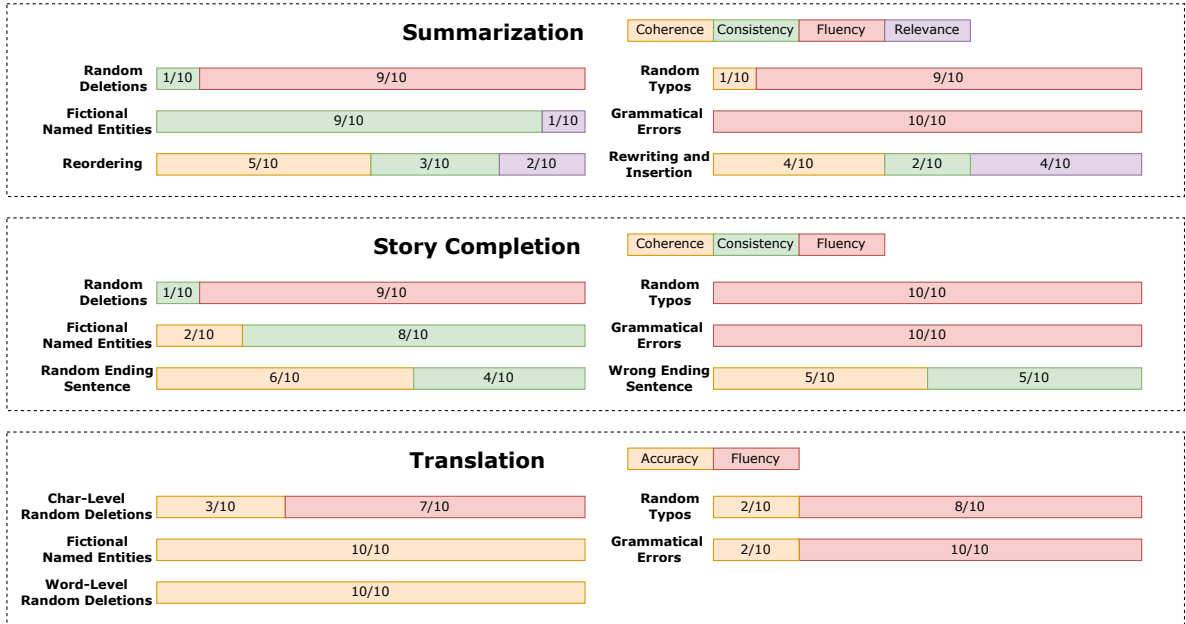 Summarization
Coherence Consistency Fluency Relevance
Random
Deletions
1/10 9/10
Random
Typos
1/10 9/10
Fictional
Named Entities
9/10 1/10
Grammatical
Errors
10/10
Reordering
5/10 3/10 2/10
Rewriting and
Insertion
4/10 2/10 4/10
Story Completion
Coherence Consistency Fluency
Random
Deletions
1/10 9/10
Random
Typos
10/10
Fictional
Named Entities
2/10 8/10
Grammatical
Errors
10/10
Random Ending
Sentence
6/10 4/10
Wrong Ending
Sentence
5/10 5/10
Translation
Accuracy Fluency
Char-Level
Random Deletions
3/10 7/10
Random
Typos
2/10 8/10
Fictional
Named Entities
10/10
Grammatical
Errors
2/10 10/10
Word-Level
Random Deletions
10/10